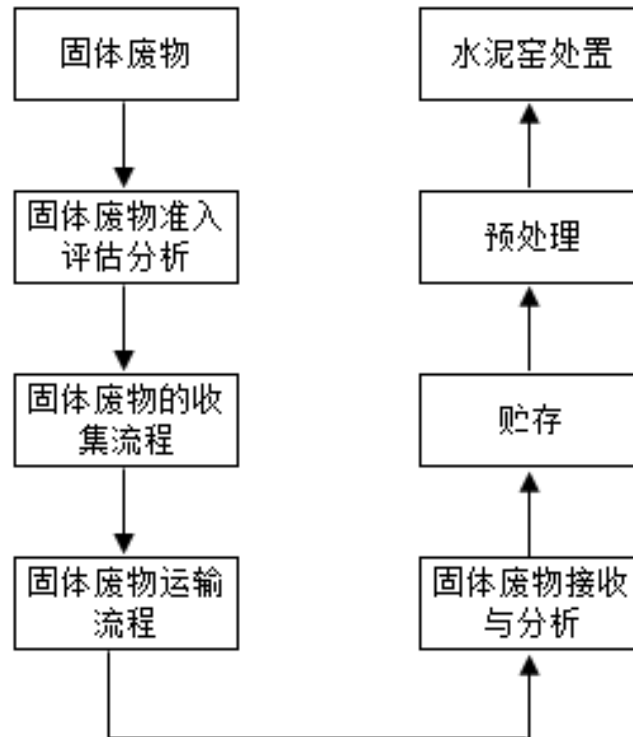 固体废物
固体废物准入
评估分析
固体废物的收
集流程
固体废物运输
流程
固体废物接收
与分析
贮存
预处理
水泥窑处置